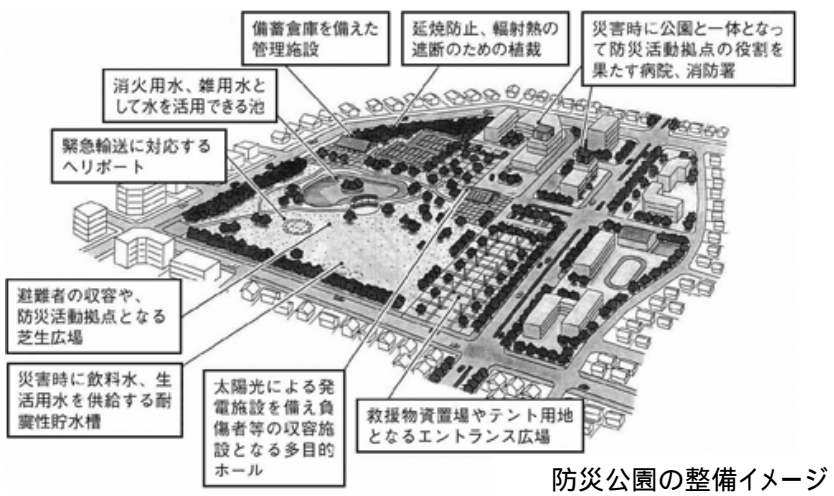 備蓄倉庫を備えた
管理施設
延焼防止、輻射熱の
遮断のための植栽
災害時に公園と一体となっ
て防災活動拠点の役割を
果たす病院、消防署
消火用水、雑用水と
して水を活用できる池
緊急輸送に対応する
ヘリポート
避難者の収容や、
防災活動拠点となる
芝生広場
災害時に飲料水、生
活用水を供給する耐
震性貯水槽
太陽光による発
電施設を備え負
傷者等の収容施
設となる多目的
ホール
救援物資置場やテント用地
となるエントランス広場
防災公園の整備イメージ